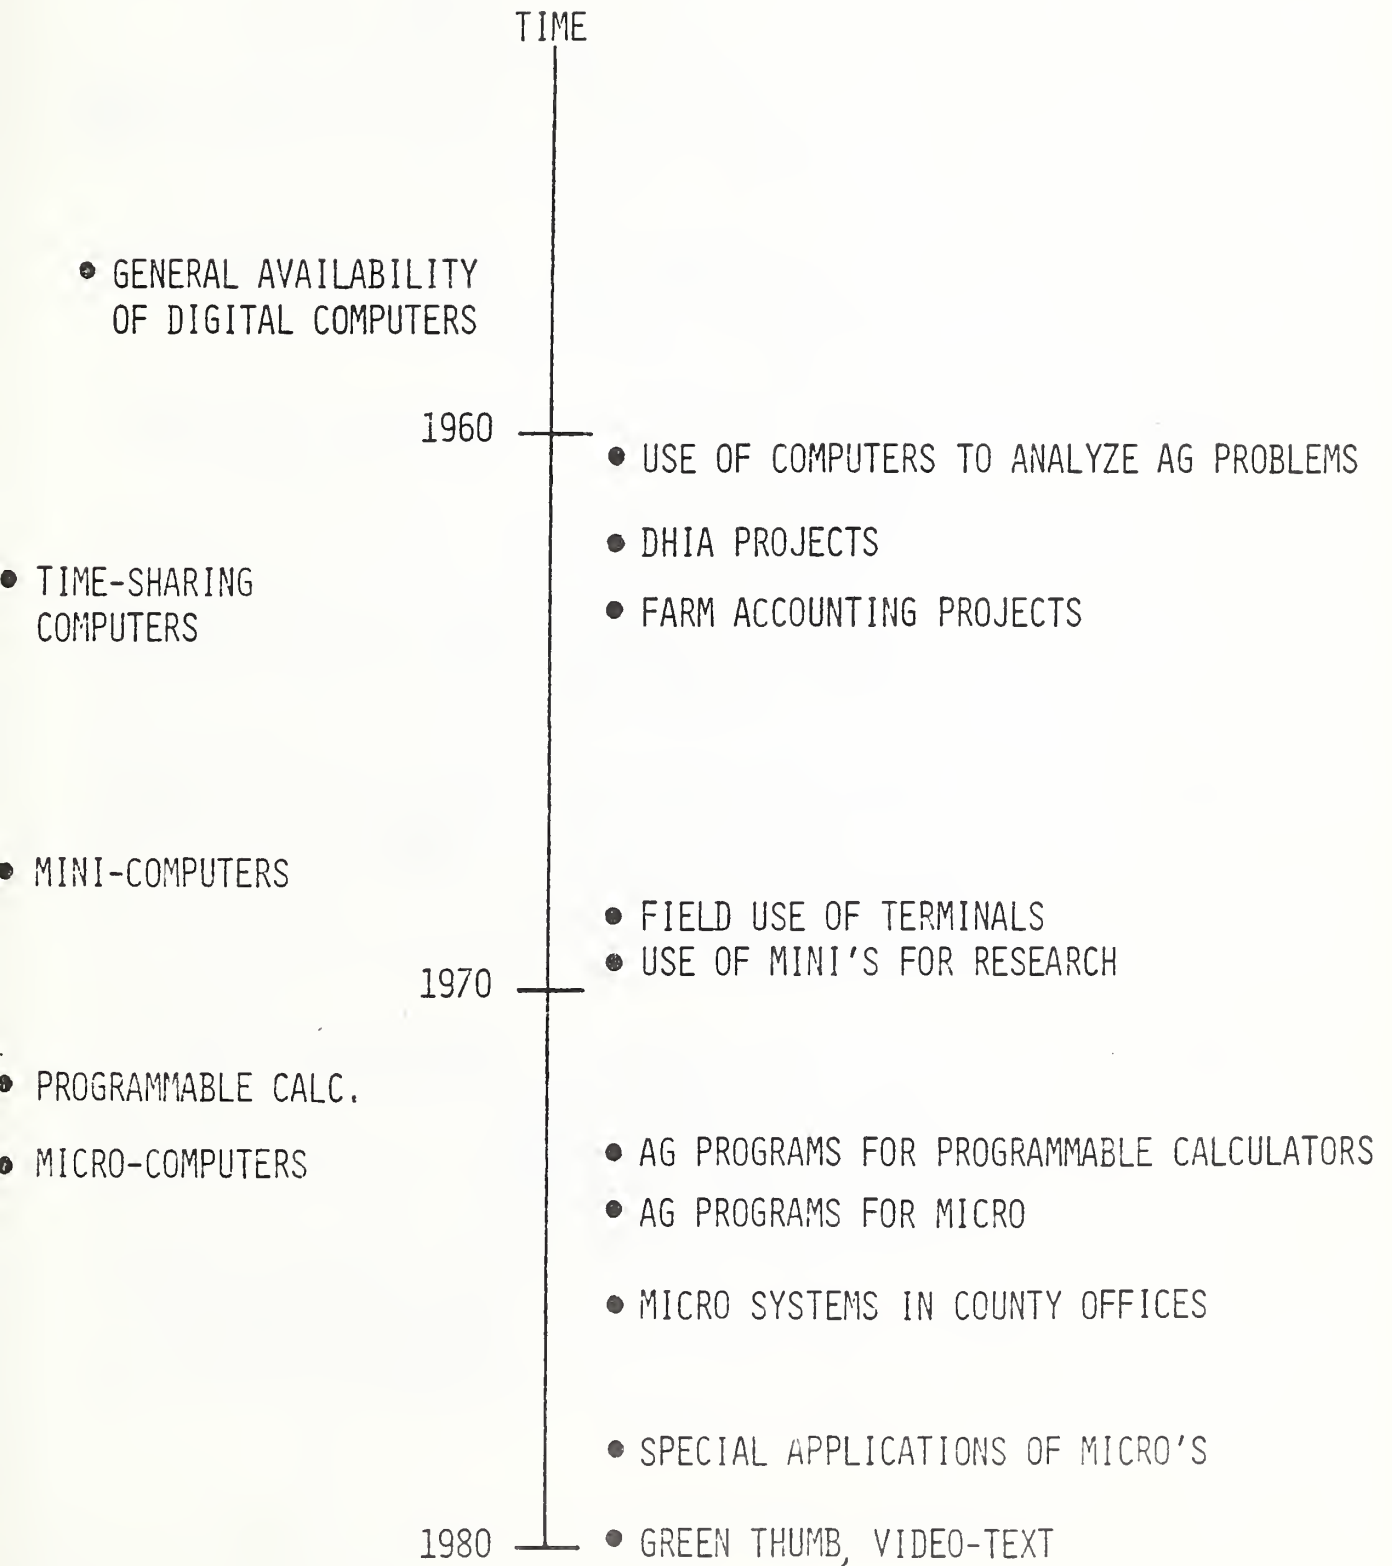 TIME
• GENERAL AVAILABILITY
OF DIGITAL COMPUTERS
1960
• USE OF COMPUTERS TO ANALYZE AG PROBLEMS
• DHIA PROJECTS
• TIME-SHARING
COMPUTERS
• FARM ACCOUNTING PROJECTS
• MINI-COMPUTERS
• FIELD USE OF TERMINALS
• USE OF MINI'S FOR RESEARCH
1970
• PROGRAMMABLE CALC.
• MICRO-COMPUTERS
• AG PROGRAMS FOR PROGRAMMABLE CALCULATORS
• AG PROGRAMS FOR MICRO
• MICRO SYSTEMS IN COUNTY OFFICES
• SPECIAL APPLICATIONS OF MICRO'S
1980
• GREEN THUMB, VIDEO-TEXT